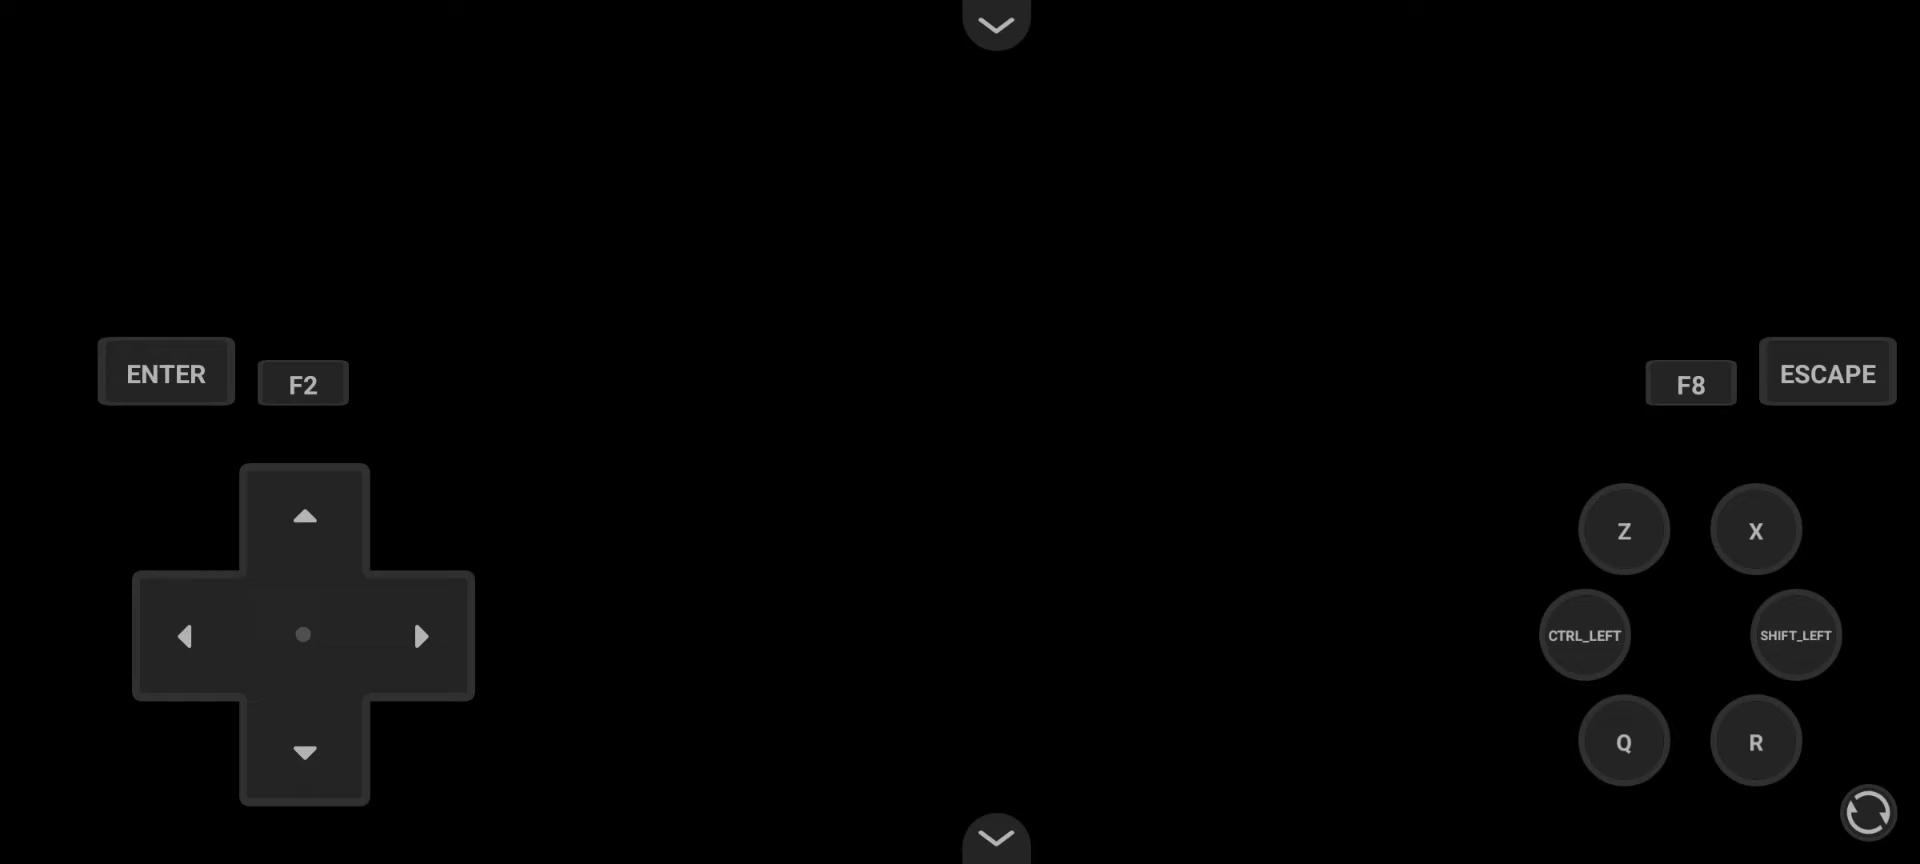 ENTER
F2
F8
ESCAPE
Z
X
CTRL_LEFT
SHIFT_LEFT
Q
R